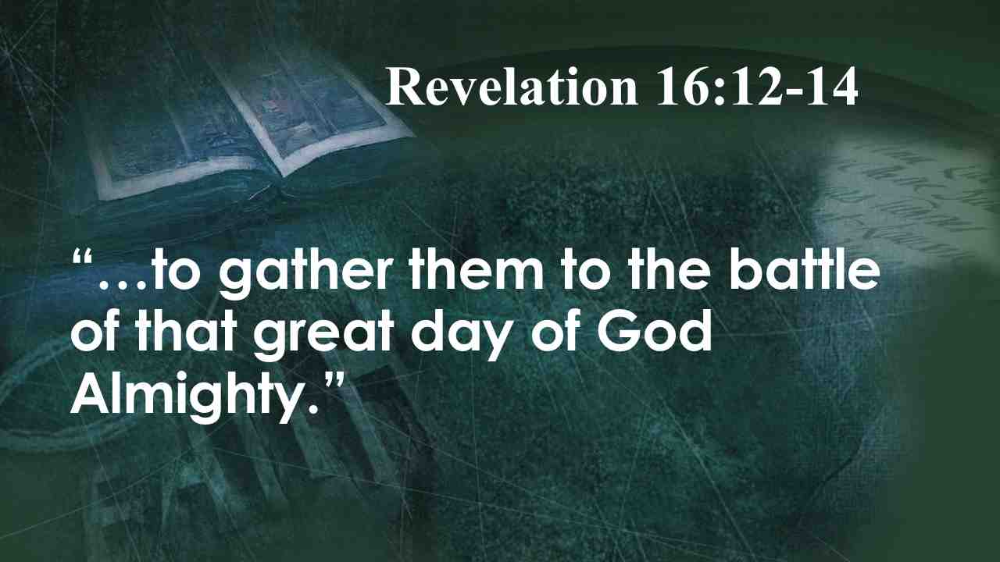 Revelation 16:12-14
“…to gather them to the battle
of that great day of God
Almighty.”